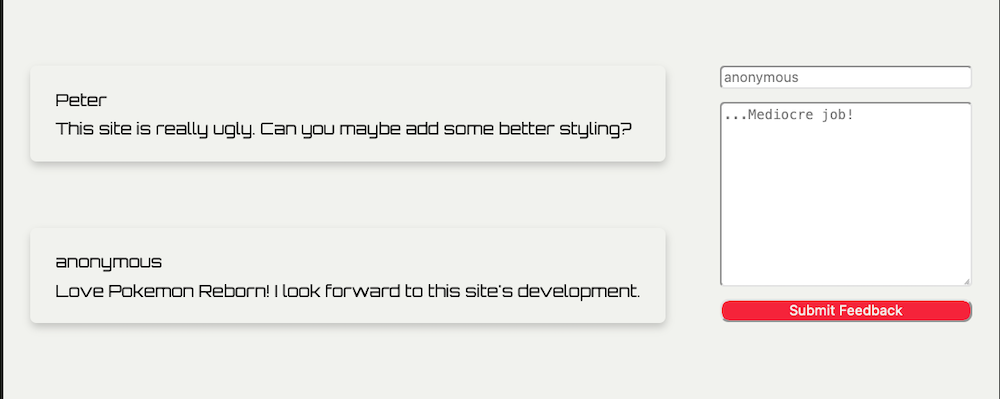 Peter
This site is really ugly. Can you maybe add some better styling?
anonymous
Love Pokemon Reborn! I look forward to this site's development.
anonymous
...Mediocre job!
Submit Feedback